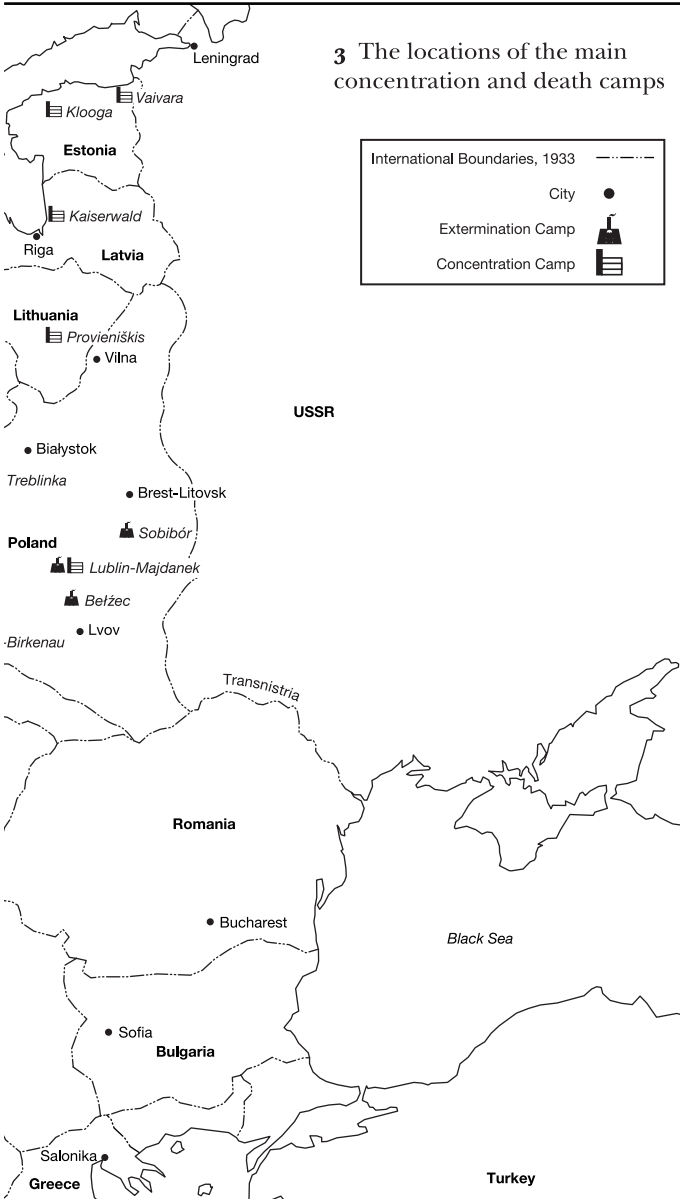 3 The locations of the main
concentration and death camps
International Boundaries, 1933
City
Extermination Camp
Concentration Camp
Leningrad
Vaivara
Klooga
Estonia
Kaiserwald
Riga
Latvia
Lithuania
Provieniškis
Vilna
USSR
Białystok
Treblinka
Brest-Litovsk
Sobibór
Poland
Lublin-Majdanek
Bełźec
Lvov
-Birkenau
Transnistria
Romania
Bucharest
Black Sea
Sofia
Bulgaria
Salonika
Greece
Turkey